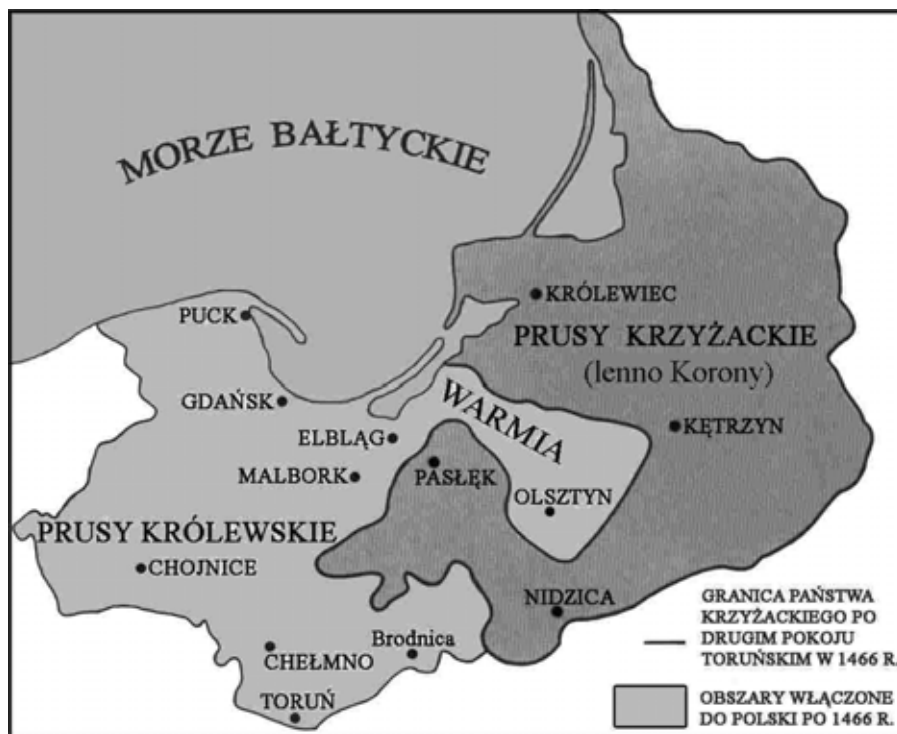 MORZE BAŁTYCKIE
KRÓLEWIEC
PUCK
PRUSY KRZYŻACKIE
(lenno Korony)
GDAŃSK
WARMIA
KĘTRZYN
ELBLĄG
MALBORK
PASŁĘK
OLSZTYN
PRUSY KRÓLEWSKIE
CHOJNICE
NIDZICA
Brodnica
CHEŁMNO
TORUŃ
GRANICA PAŃSTWA
KRZYŻACKIEGO PO
DRUGIM POKOJU
TORUŃSKIM W 1466 R.
OBSZARY WŁĄCZONE
DO POLSKI PO 1466 R.